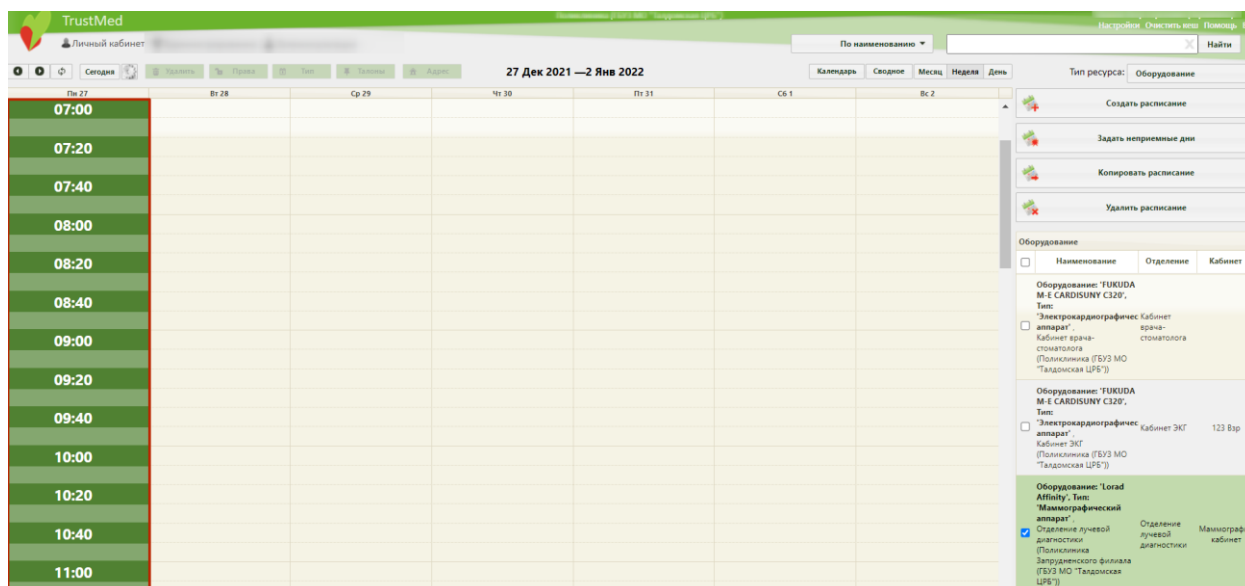 TrustMed
Настройки Очистить кеш Помощь
Личный кабинет
По наименованию
Найти
Сегодня
Удалить
Права
Тип
Талоны
Адрес
27 Дек 2021 —2 Янв 2022
Календарь Сводное Месяц Неделя День
Тип ресурса: Оборудование
Пн 27 Вт 28 Ср 29 Чт 30 Пт 31 Сб 1 Вс 2
07:00
07:20
07:40
08:00
08:20
08:40
09:00
09:20
09:40
10:00
10:20
10:40
11:00
Создать расписание
Задать неприемные дни
Копировать расписание
Удалить расписание
Оборудование
Наименование Отделение Кабинет
Оборудование: 'FUKUDA
M-E CARDISUNY C320',
Тип:
'Электрокардиографичес
аппарат' ,
Кабинет врача-
стоматолога
(Поликлиника (ГБУЗ МО
"Талдомская ЦРБ"))
Кабинет
врача-
стоматолога
Оборудование: 'FUKUDA
M-E CARDISUNY C320',
Тип:
'Электрокардиографичес
аппарат' ,
Кабинет ЭКГ
(Поликлиника (ГБУЗ МО
"Талдомская ЦРБ"))
Кабинет ЭКГ
123 Взр
Оборудование: 'Lorad
Affinity', Тип:
'Маммографический
аппарат' ,
Отделение лучевой
диагностики
(Поликлиника
Запрудненского филиала
(ГБУЗ МО "Талдомская
ЦРБ"))
Отделение
лучевой
диагностики
Маммограф
кабинет